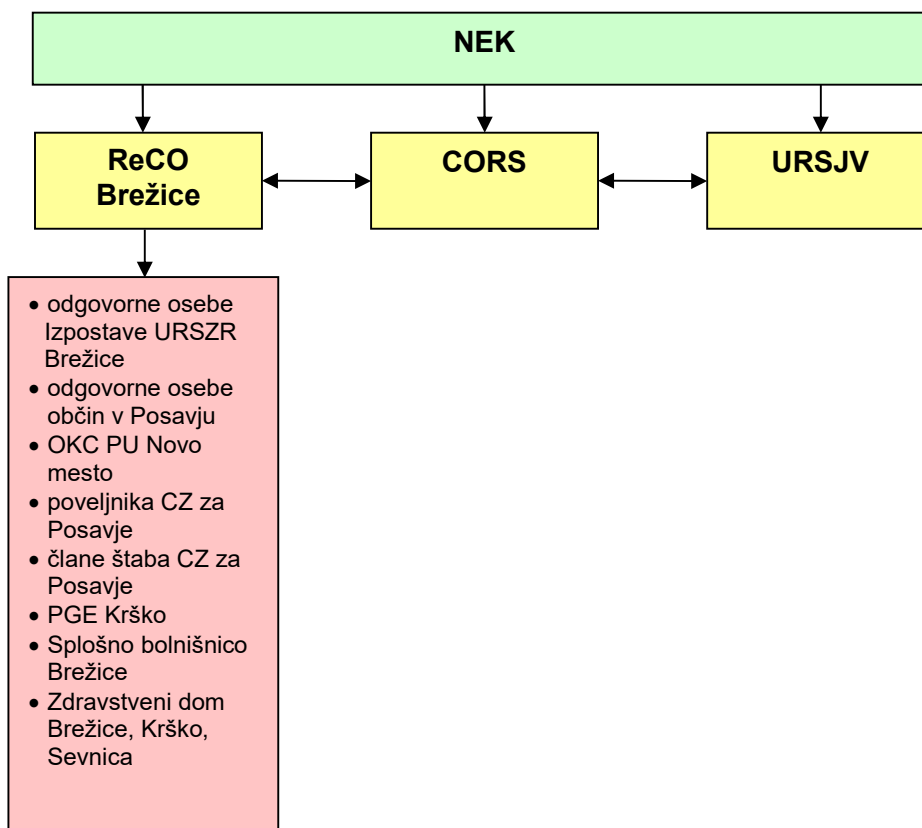 NEK
ReCO
Brežice
CORS
URSJV
• odgovorne osebe
Izpostave URSZR
Brežice
• odgovorne osebe
občin v Posavju
• OKC PU Novo
mesto
• poveljnika CZ za
Posavje
• člane štaba CZ za
Posavje
• PGE Krško
• Splošno bolnišnico
Brežice
• Zdravstveni dom
Brežice, Krško,
Sevnica